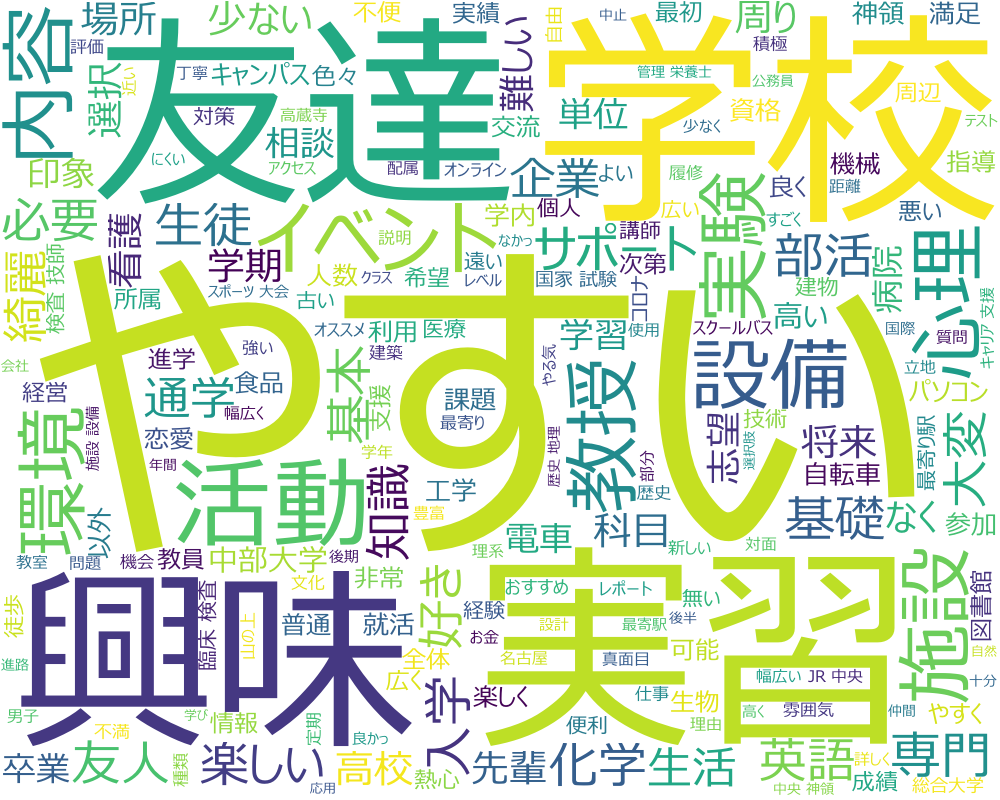 場所
少ない
不便
実績
最初
周り
神領
満足
内容
評価
近い
友達
丁寧
キャンパス
色々
難しい
自由
中止
積極
学校
選択
対策
高蔵寺
相談
交流
単位
管理 栄養士
公務員
資格
周辺
テスト
印象
にくい
アクセス
配属
オンライン
企業
よい
履修
少なく
良く
機械
距離
指導
必要
看護
生徒
イベント
説明
学内
なかっ
個人
広い
講師
サポート
実験
すごく
部活
悪い
病院
心理
綺麗
検査 技師
所属
学期
スポーツ 大会
人数
クラス
古い
希望
遠い
レベル
国家 試験
次第
コロナ
建物
国際
キャリア 支援
やすい
会社
進学
強い
オススメ
利用
医療
学習
使用
スクールバス
高い
質問
立地
経営
通学
食品
建築
基本
支援
課題
最寄り
やる気
教授
設備
パソコン
環境
施設 設備
恋愛
幅広く
年間
活動
学年
知識
工学
豊富
歴史 地理
部分
歴史
志望
技術
選択肢
将来
自転車
最寄り駅
大変
以外
教室
問題
機会
教員
中部大学
後期
電車
理系
科目
新しい
対面
基礎
なく
参加
徒歩
興味
臨床 検査
山の上
文化
非常
普通
就活
好き
経験
お金
おすすめ
設計
レポート
最寄駅
無い
後半
施設
図書館
自然
進路
男子
不満
学び
情報
定期
良かっ
全体
広く
入学
楽しく
名古屋
実習
真面目
仕事
便利
可能
生物
理由
幅広い
JR 中央
高く
雰囲気
仲間
十分
やすく
卒業
友人
種類
楽しい
応用
高校
熱心
先輩
化学
生活
英語
中央 神領
詳しく
成績
専門
総合大学